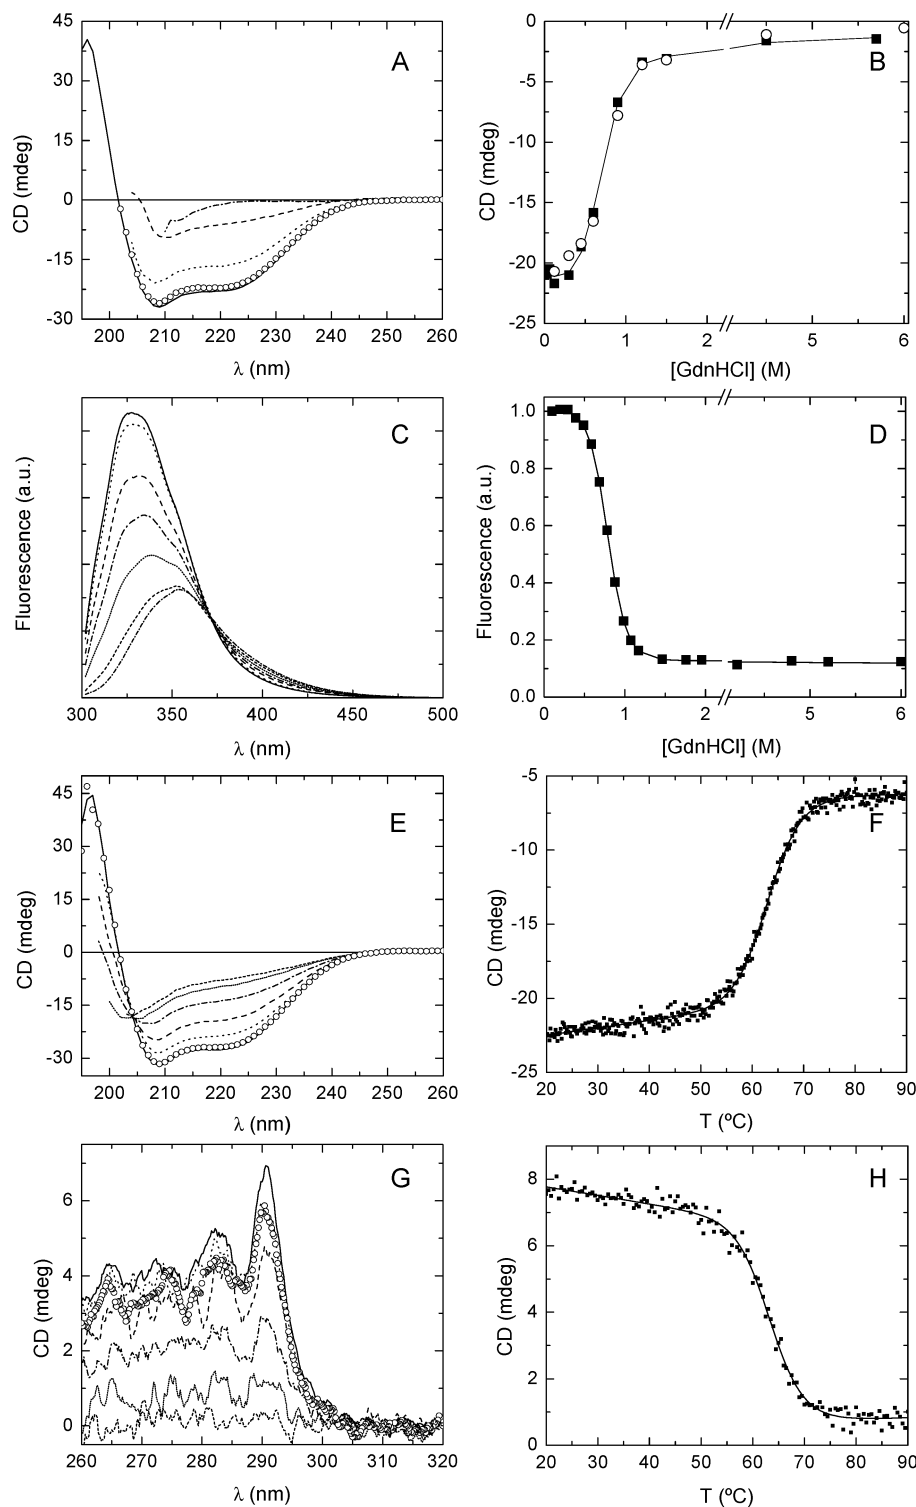 A
CD (mdeg)
45
30
15
0
-15
-30
200 210 220 230 240 250 260
λ (nm)
B
CD (mdeg)
0
-5
-10
-15
-20
-25
0 1 2 5 6
[GdnHCl] (M)
C
Fluorescence (a.u.)
300 350 400 450 500
λ (nm)
D
Fluorescence (a.u.)
1.0
0.8
0.6
0.4
0.2
0.0
0 1 2 5 6
[GdnHCl] (M)
E
CD (mdeg)
45
30
15
0
-15
-30
200 210 220 230 240 250 260
λ (nm)
F
CD (mdeg)
-5
-10
-15
-20
-25
20 30 40 50 60 70 80 90
T (ºC)
G
CD (mdeg)
6
4
2
0
260 270 280 290 300 310 320
λ (nm)
H
CD (mdeg)
8
6
4
2
0
20 30 40 50 60 70 80 90
T (ºC)